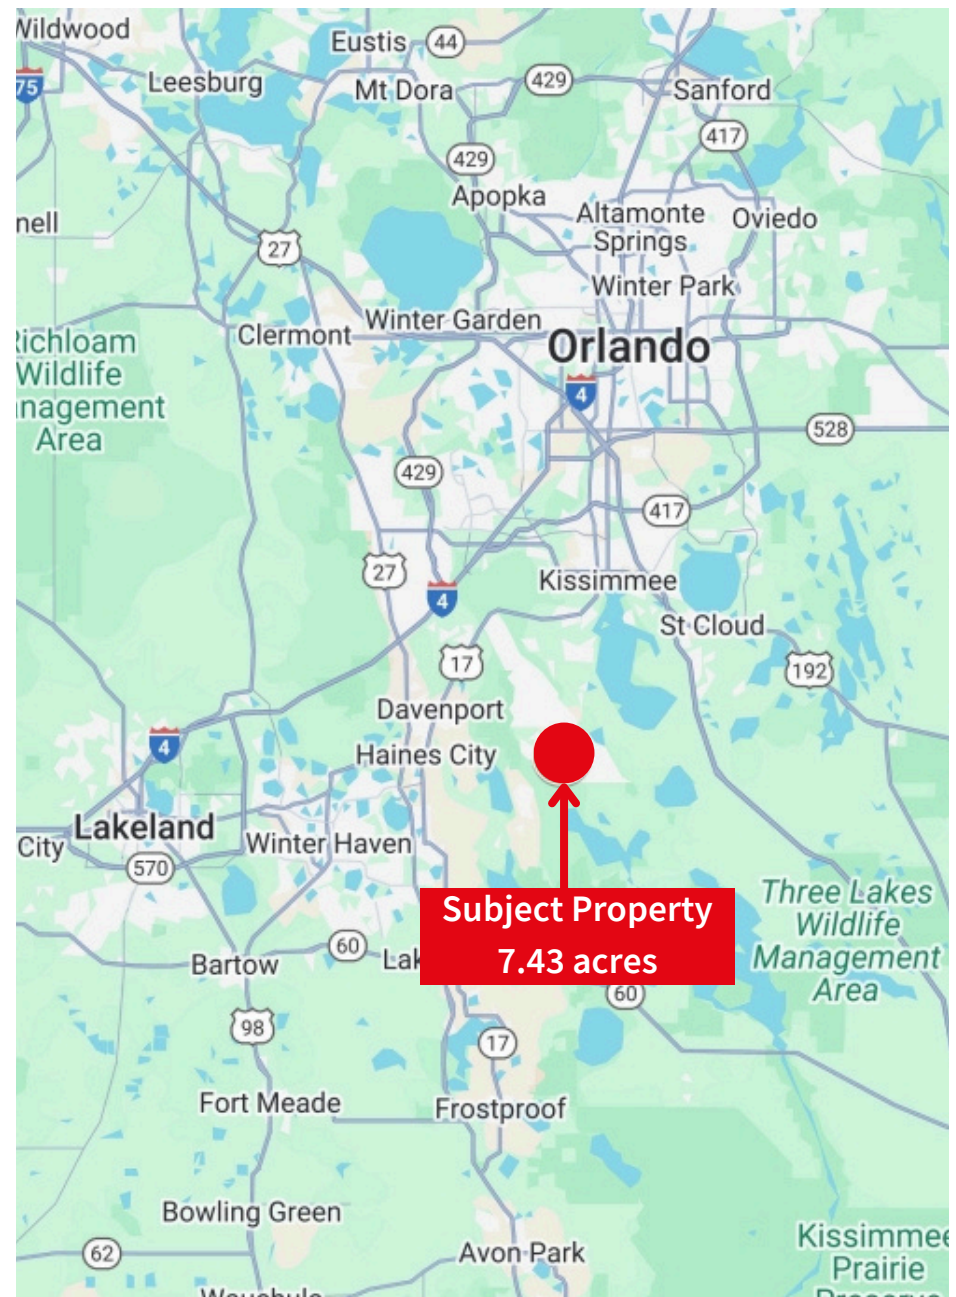 Wildwood
Eustis
44
75
Leesburg
Mt Dora
429
Sanford
417
429
Apopka
Altamonte
Springs
Oviedo
nell
27
Winter Park
Winter Garden
Clermont
Orlando
Richloam
Wildlife
anagement
Area
4
528
429
417
27
Kissimmee
4
St Cloud
17
192
Davenport
4
Haines City
Lakeland
City
Winter Haven
570
Subject Property
7.43 acres
Three Lakes
Wildlife
Management
Area
60
Bartow
Lak
60
98
17
Fort Meade
Frostproof
Bowling Green
Kissimmee
Prairie
62
Avon Park